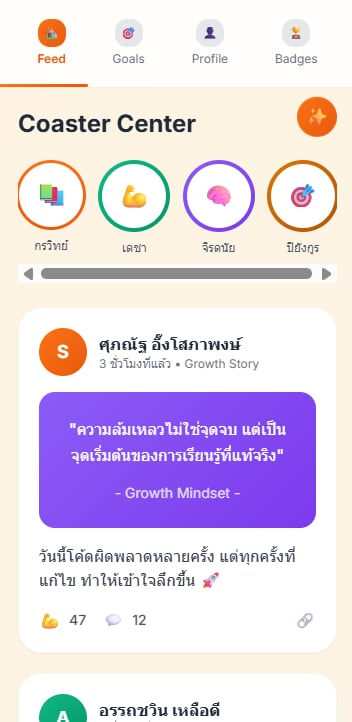 Feed
Goals
Profile
Badges
Coaster Center
กรวิทย์
เดชา
จิรดนัย
ปิยังกูร
S
ศุภณัฐ อึ๊งโสภาพงษ์
3 ชั่วโมงที่แล้ว • Growth Story
"ความล้มเหลวไม่ใช่จุดจบ แต่เป็น
จุดเริ่มต้นของการเรียนรู้ที่แท้จริง"
- Growth Mindset -
วันนี้โค้ดผิดพลาดหลายครั้ง แต่ทุกครั้งที่
แก้ไข ทำให้เข้าใจลึกขึ้น 🚀
47
12
A
อรรถชวิน เหลือดี